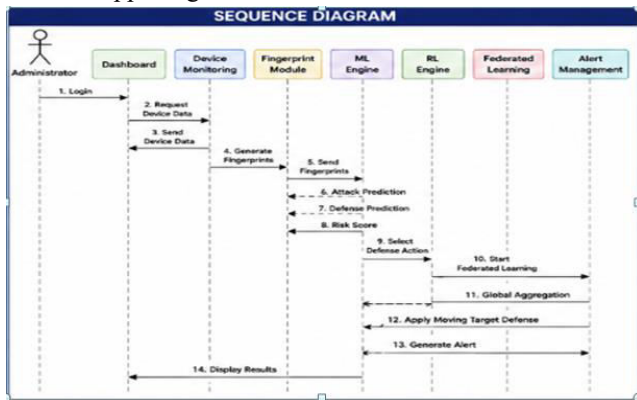 SEQUENCE DIAGRAM
Administrator
Dashboard
Device
Monitoring
Fingerprint
Module
ML
Engine
RL
Engine
Federated
Learning
Alert
Management
1. Login
2. Request
Device Data
3. Send
Device Data
4. Generate
Fingerprints
5. Send
Fingerprints
6. Attack Prediction
7. Defense Prediction
8. Risk Score
9. Select
Defense Action
10. Start
Federated Learning
11. Global Aggregation
12. Apply Moving Target Defense
13. Generate Alert
14. Display Results